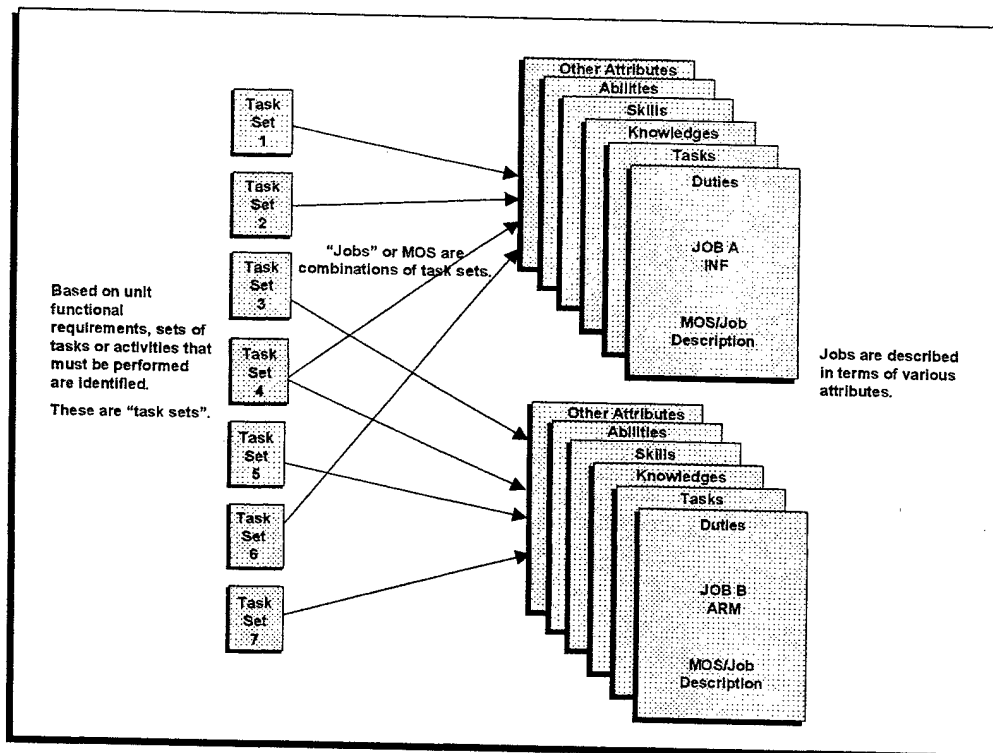 Based on unit
functional
requirements, sets of
tasks or activities that
must be performed
are identified.
These are “task sets”.
Task
Set
1
Task
Set
2
Task
Set
3
Task
Set
4
Task
Set
5
Task
Set
6
Task
Set
7
“Jobs” or MOS are
combinations of task sets.
Other Attributes
Abilities
Skills
Knowledges
Tasks
Duties
JOB A
INF
MOS/Job
Description
Other Attributes
Abilities
Skills
Knowledges
Tasks
Duties
JOB B
ARM
MOS/Job
Description
Jobs are described
in terms of various
attributes.